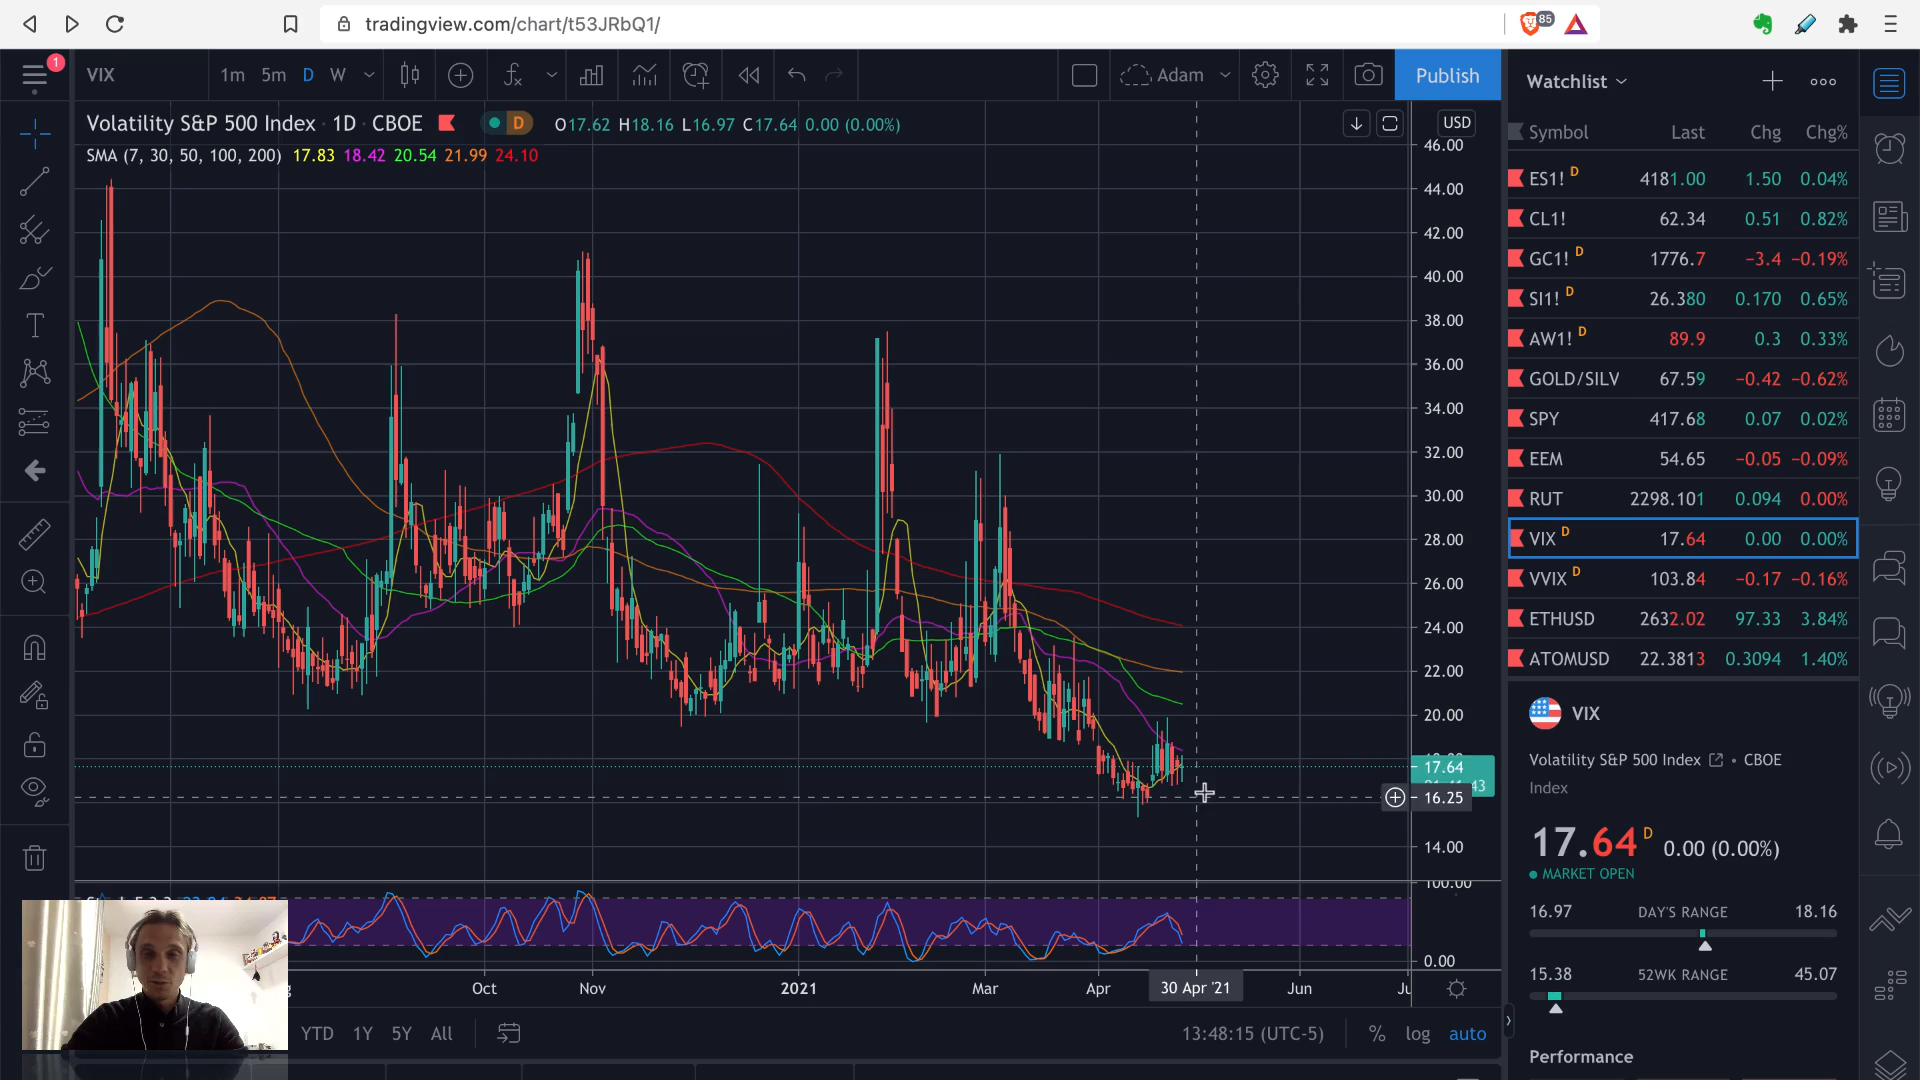 tradingview.com/chart/t53JRbQ1/
85
1
VIX
1m 5m D W
Adam
Publish
Volatility S&P 500 Index · 1D · CBOE D O17.62 H18.16 L16.97 C17.64 0.00 (0.00%)
SMA (7, 30, 50, 100, 200) 17.83 18.42 20.54 21.99 24.10
USD
46.00
44.00
42.00
40.00
38.00
36.00
34.00
32.00
30.00
28.00
26.00
24.00
22.00
20.00
17.64
16.25
14.00
100.00
0.00
Oct Nov 2021 Mar Apr 30 Apr '21 Jun
YTD 1Y 5Y All
13:48:15 (UTC-5) % log auto
Watchlist
Symbol Last Chg Chg%
ES1! D 4181.00 1.50 0.04%
CL1! 62.34 0.51 0.82%
GC1! D 1776.7 −3.4 −0.19%
SI1! D 26.380 0.170 0.65%
AW1! D 89.9 0.3 0.33%
GOLD/SILV 67.59 −0.42 −0.62%
SPY 417.68 0.07 0.02%
EEM 54.65 −0.05 −0.09%
RUT 2298.101 0.094 0.00%
VIX D 17.64 0.00 0.00%
VVIX D 103.84 −0.17 −0.16%
ETHUSD 2632.02 97.33 3.84%
ATOMUSD 22.3813 0.3094 1.40%
VIX
Volatility S&P 500 Index • CBOE
Index
17.64 D 0.00 (0.00%)
MARKET OPEN
16.97 DAY'S RANGE 18.16
15.38 52WK RANGE 45.07
Performance